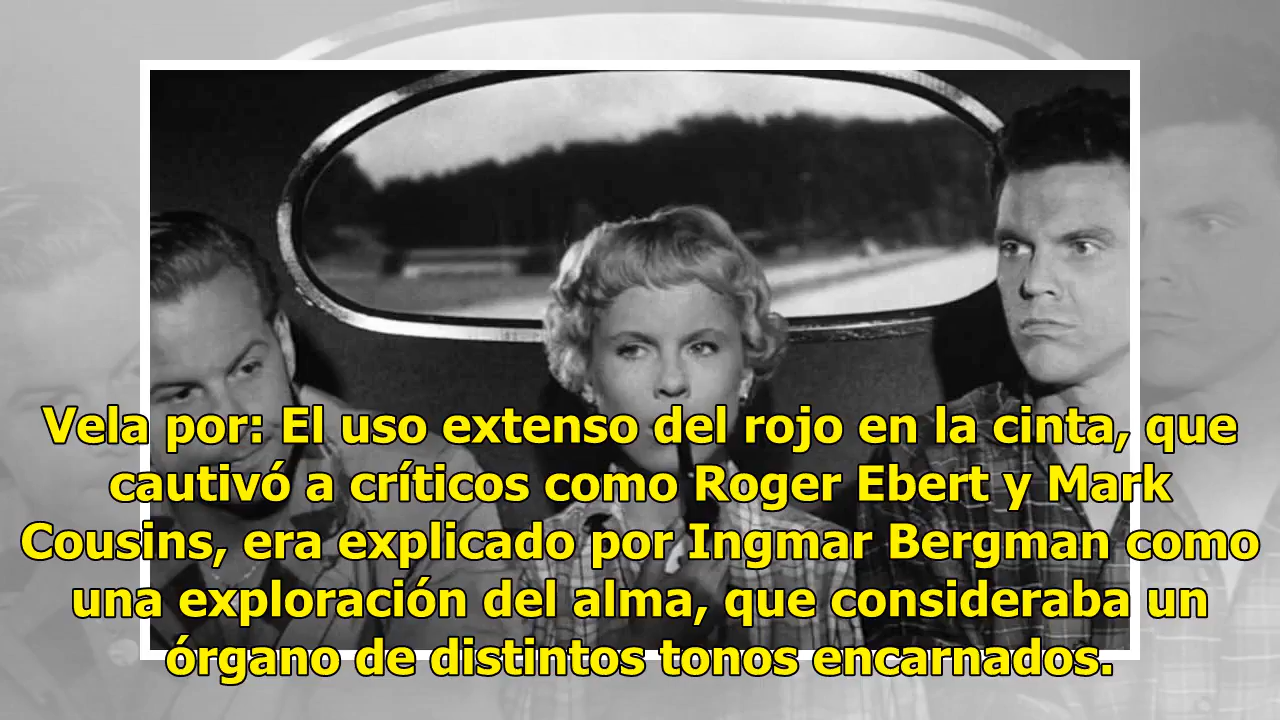 Vela por: El uso extenso del rojo en la cinta, que
cautivó a críticos como Roger Ebert y Mark
Cousins, era explicado por Ingmar Bergman como
una exploración del alma, que consideraba un
órgano de distintos tonos encarnados.